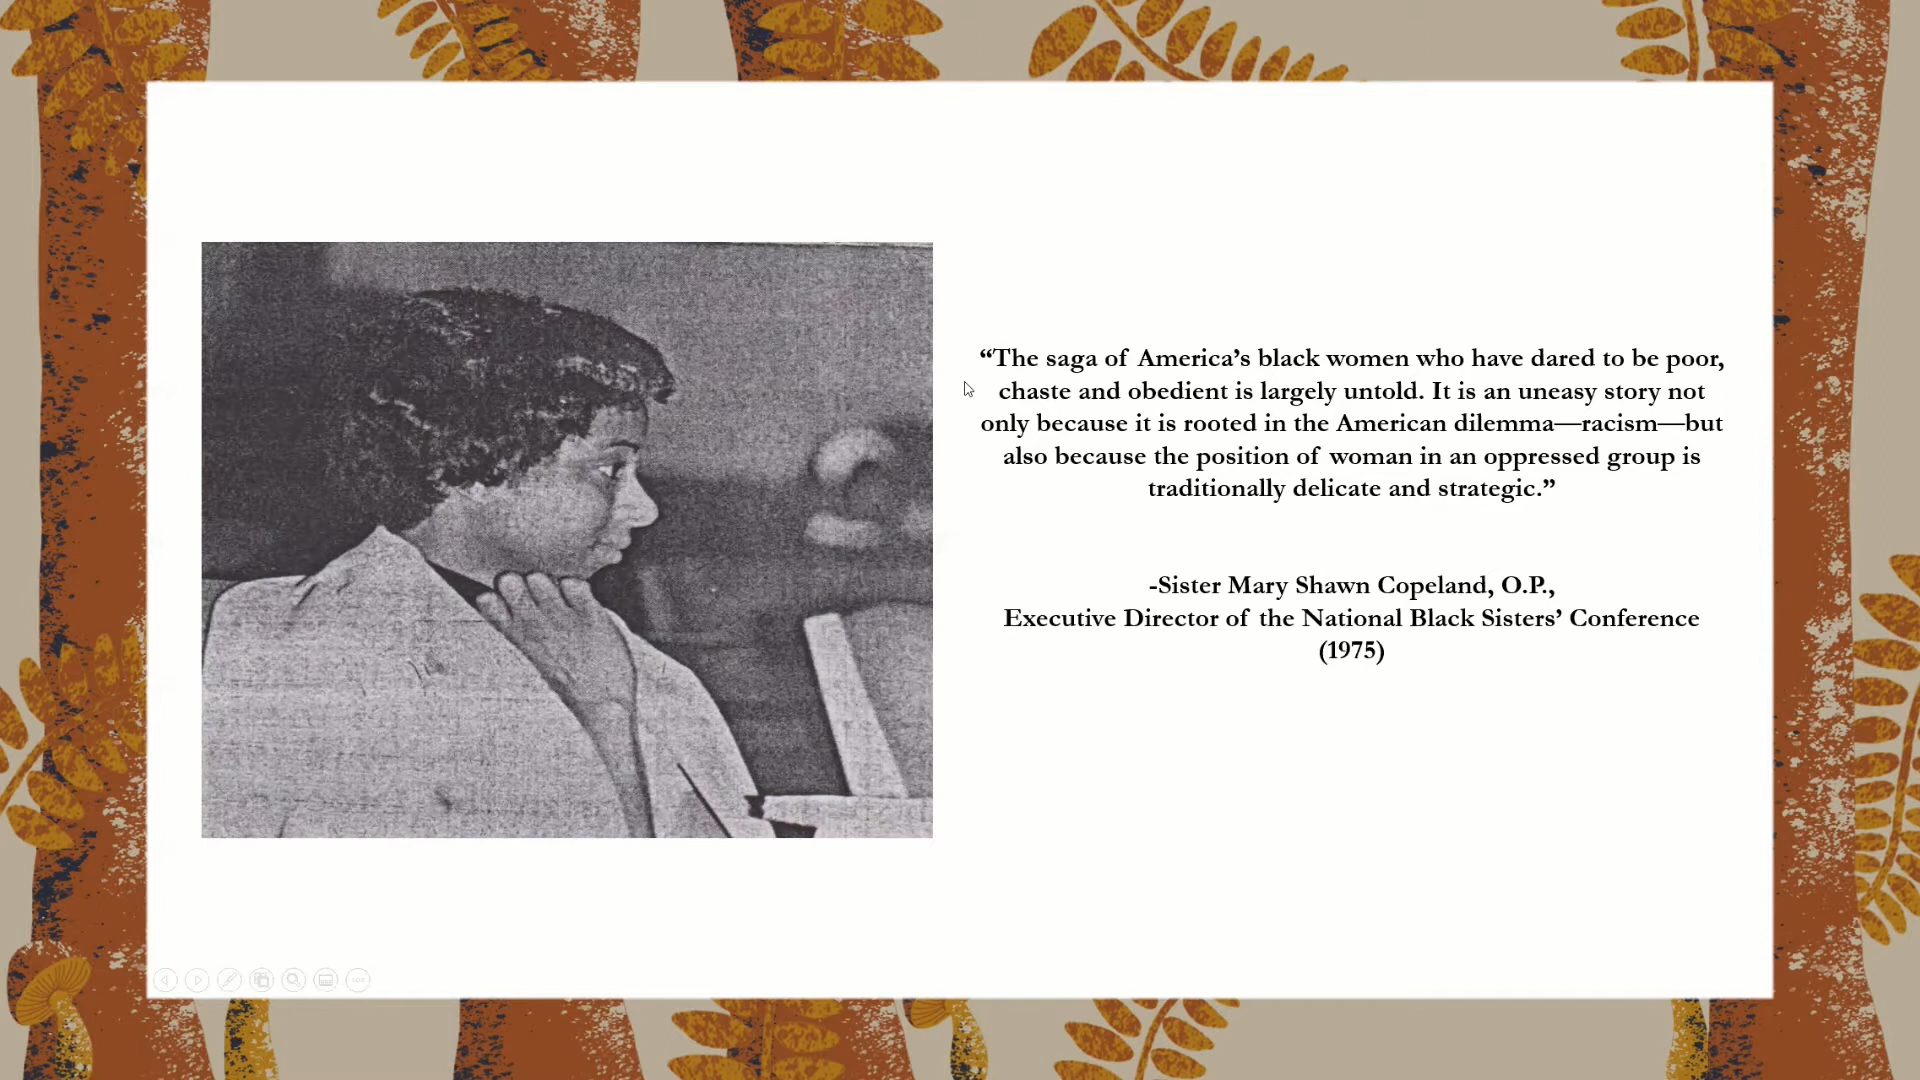 “The saga of America’s black women who have dared to be poor,
chaste and obedient is largely untold. It is an uneasy story not
only because it is rooted in the American dilemma—racism—but
also because the position of woman in an oppressed group is
traditionally delicate and strategic.”
-Sister Mary Shawn Copeland, O.P.,
Executive Director of the National Black Sisters’ Conference
(1975)